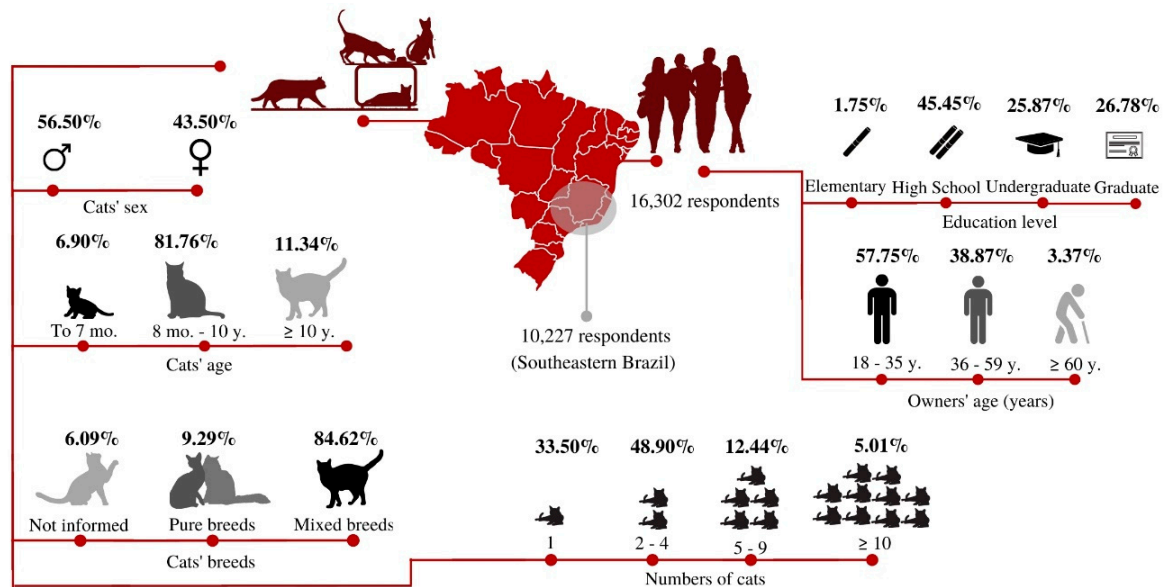 56.50% 43.50%
Cats' sex
6.90% 81.76% 11.34%
To 7 mo. 8 mo. - 10 y. ≥ 10 y.
Cats' age
6.09% 9.29% 84.62%
Not informed Pure breeds Mixed breeds
Cats' breeds
16,302 respondents
10,227 respondents
(Southeastern Brazil)
1.75% 45.45% 25.87% 26.78%
Elementary High School Undergraduate Graduate
Education level
57.75% 38.87% 3.37%
18 - 35 y. 36 - 59 y. ≥ 60 y.
Owners' age (years)
33.50% 48.90% 12.44% 5.01%
1 2 - 4 5 - 9 ≥ 10
Numbers of cats